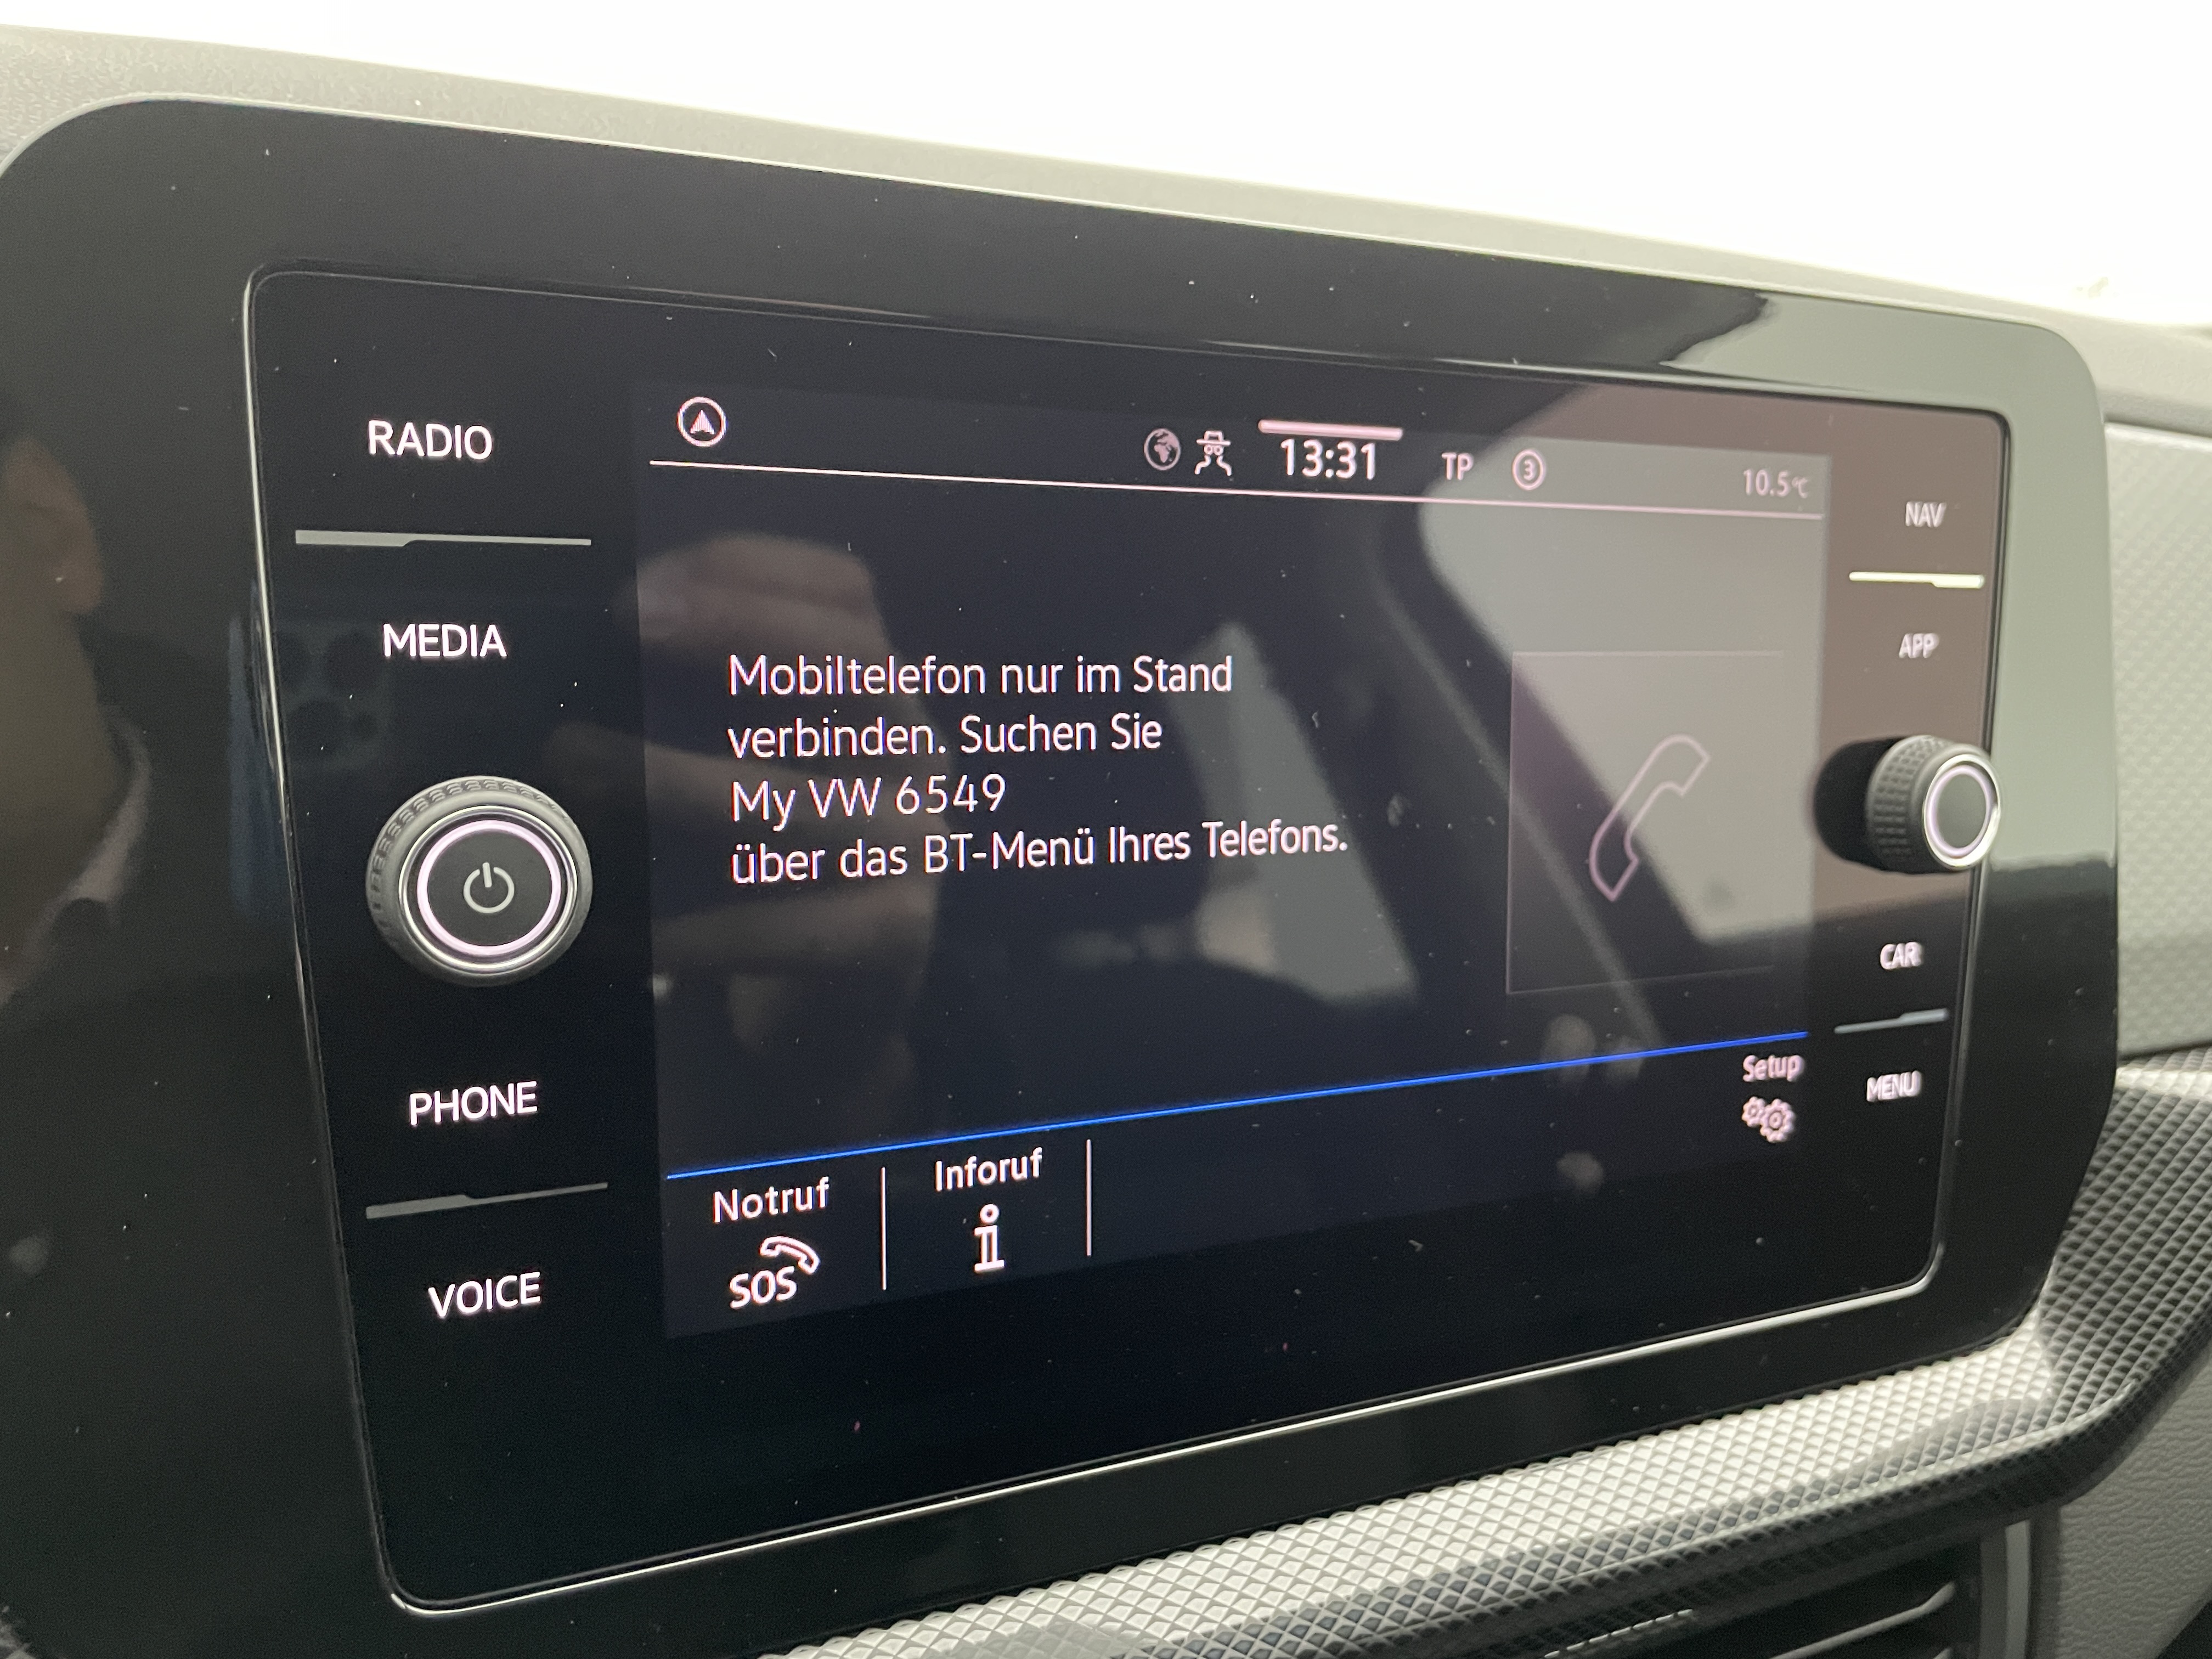 RADIO
MEDIA
PHONE
VOICE
13:31 TP 3 10.5°C
Mobiltelefon nur im Stand
verbinden. Suchen Sie
My VW 6549
über das BT-Menü Ihres Telefons.
Setup
Notruf
SOS
Inforuf
i
NAV
APP
CAR
MENU